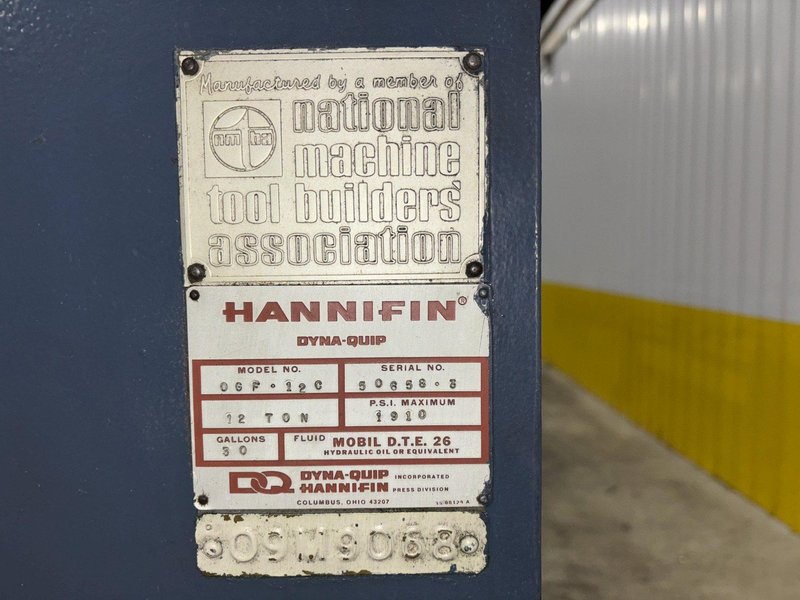 Manufactured by a member of
nmtba
national
machine
tool builders'
association
HANNIFIN®
DYNA-QUIP
MODEL NO. SERIAL NO.
OGF-12C 50658-3
P.S.I. MAXIMUM
12 TON 1910
GALLONS FLUID MOBIL D.T.E. 26
30 HYDRAULIC OIL OR EQUIVALENT
DQ DYNA-QUIP INCORPORATED
HANNIFIN PRESS DIVISION
COLUMBUS, OHIO 43207
09M9068